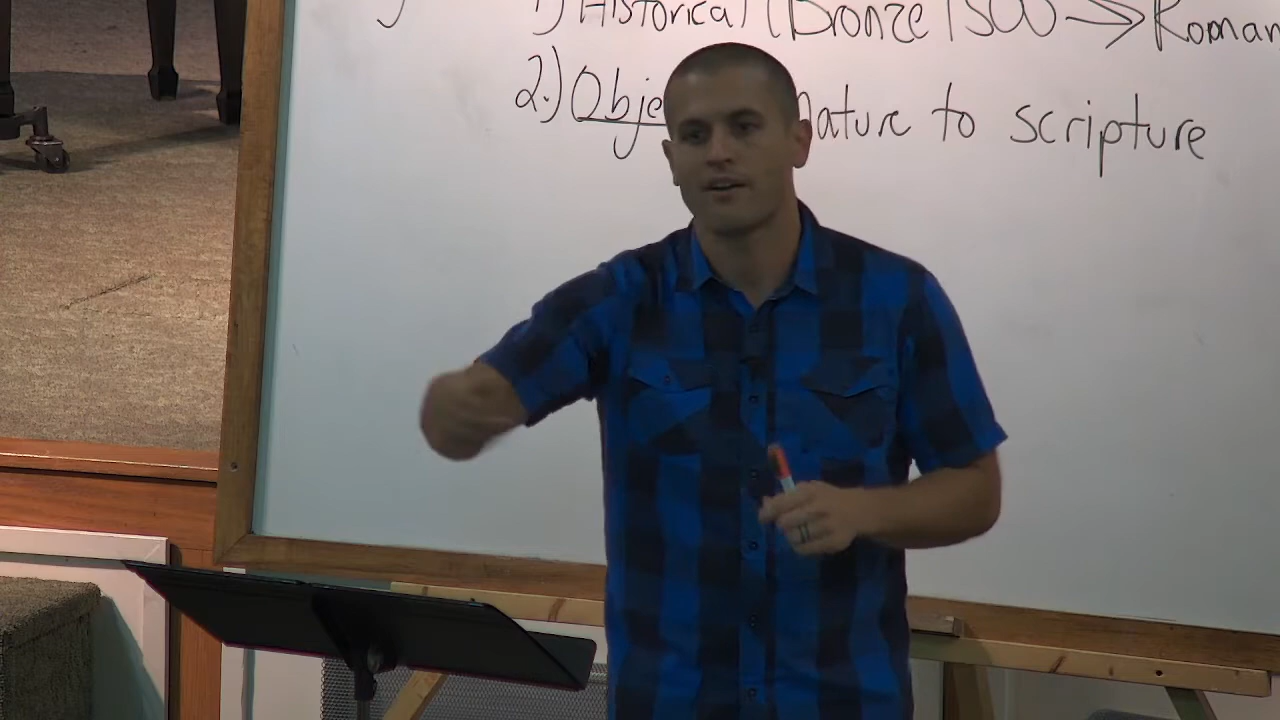 1) Historical (Bronze 1500 → Roman
2.) Obje nature to scripture